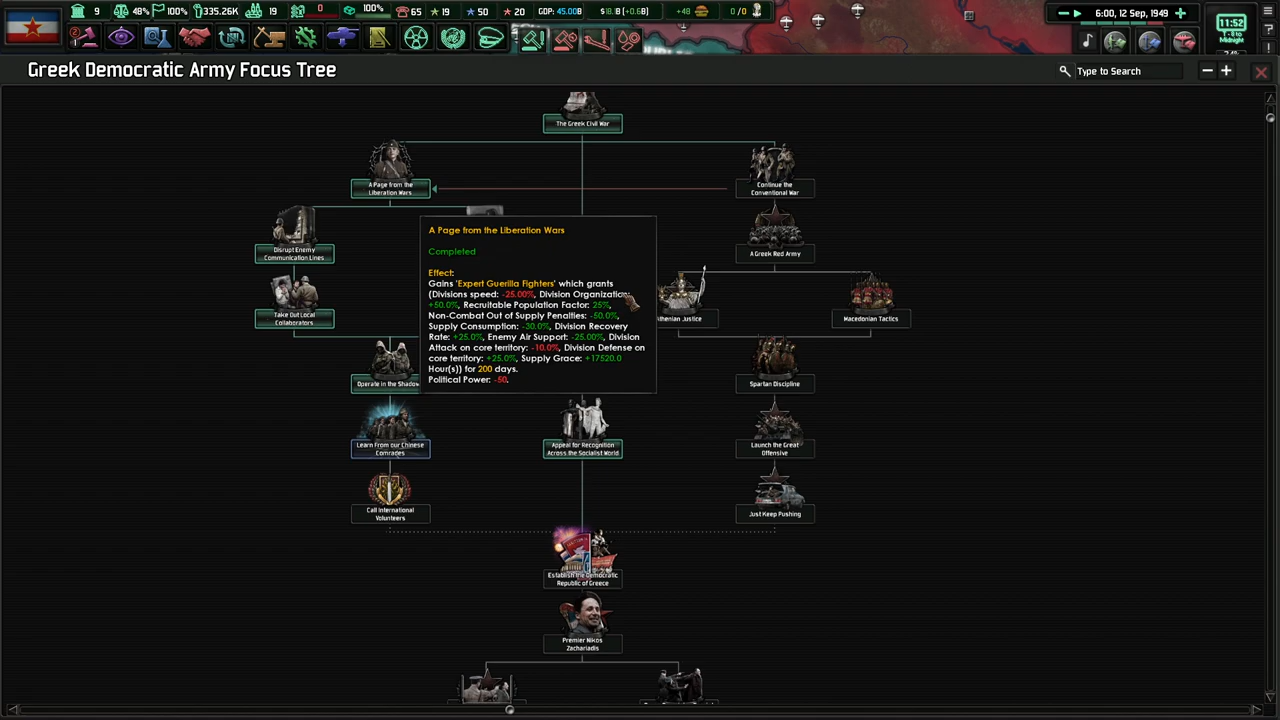 9 48% 100% 335.26K 19 0 100% 65 19 50 20 GDP: 45.00B $18.1B (+0.6B) +48 0/0 6:00, 12 Sep, 1949
11:52
Greek Democratic Army Focus Tree
Type to Search
The Greek Civil War
A Page from the
Liberation Wars
Continue the
Conventional War
Disrupt Enemy
Communication Lines
A Greek Red Army
A Page from the Liberation Wars
Completed
Effect:
Gains 'Expert Guerilla Fighters' which grants
(Divisions speed: -25.00%, Division Organization:
+50.0%, Recruitable Population Factor: 25%,
Non-Combat Out of Supply Penalties: -50.0%,
Supply Consumption: -30.0%, Division Recovery
Rate: +25.0%, Enemy Air Support: -25.00%, Division
Attack on core territory: -10.0%, Division Defense on
core territory: +25.0%, Supply Grace: +17520.0
Hour(s)) for 200 days.
Political Power: -50.
Take Out Local
Collaborators
Athenian Justice
Macedonian Tactics
Operate in the Shadow
Spartan Discipline
Learn From our Chinese
Comrades
Appeal for Recognition
Across the Socialist World
Launch the Great
Offensive
Call International
Volunteers
Just Keep Pushing
Establish the Democratic
Republic of Greece
Premier Nikos
Zachariadis